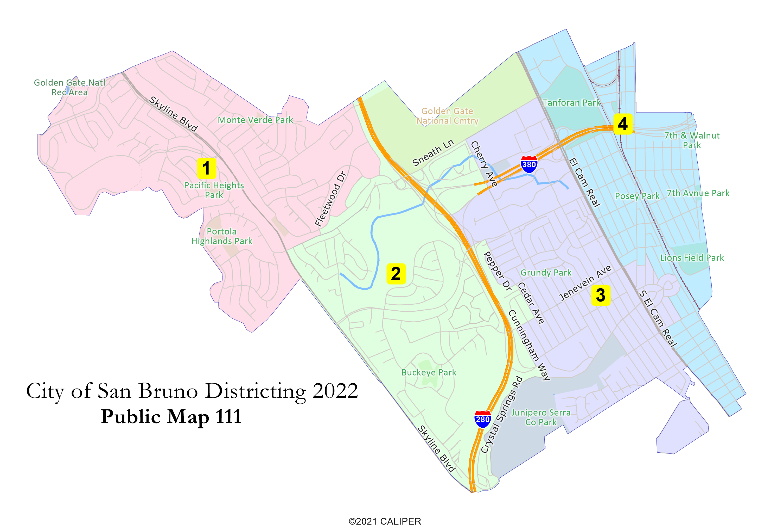 Golden Gate Natl
Rec Area
Skyline Blvd
Monte Verde Park
Golden Gate
National Cmtry
anforan Park
4
7th & Walnut
Park
Sneath Ln
Cherry Ave
380
El Cam Real
1
Pacific Heights
Park
Fleetwood Dr
Posey Park
7th Avnue Park
Portola
Highlands Park
2
Pepper Dr
Grundy Park
Lions Field Park
Jenevein Ave
Cedar Ave
3
S El Cam Real
Cunningham Way
Buckeye Park
City of San Bruno Districting 2022
Public Map 111
Crystal Springs Rd
280
Junipero Serra
Co Park
Skyline Blvd
©2021 CALIPER